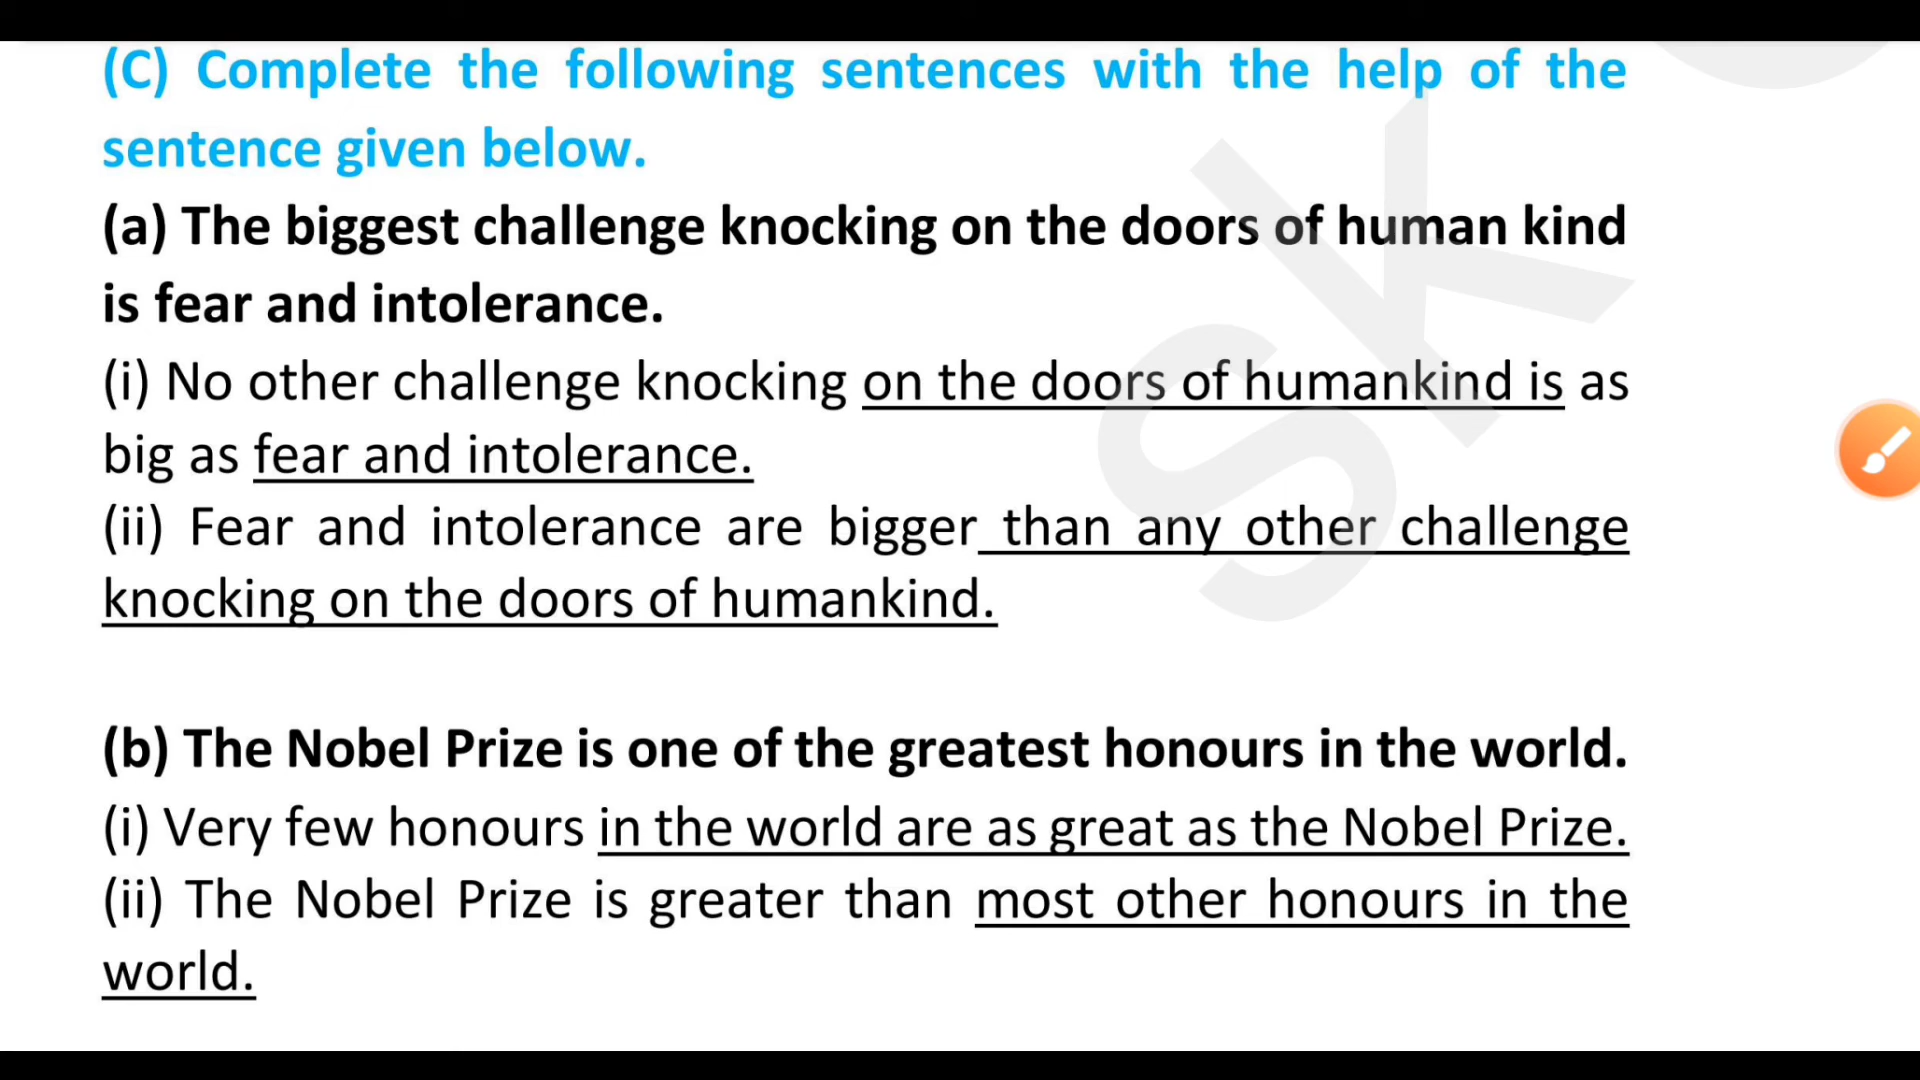 (C) Complete the following sentences with the help of the
sentence given below.
(a) The biggest challenge knocking on the doors of human kind
is fear and intolerance.
(i) No other challenge knocking on the doors of humankind is as
big as fear and intolerance.
(ii) Fear and intolerance are bigger than any other challenge
knocking on the doors of humankind.
(b) The Nobel Prize is one of the greatest honours in the world.
(i) Very few honours in the world are as great as the Nobel Prize.
(ii) The Nobel Prize is greater than most other honours in the
world.
SK